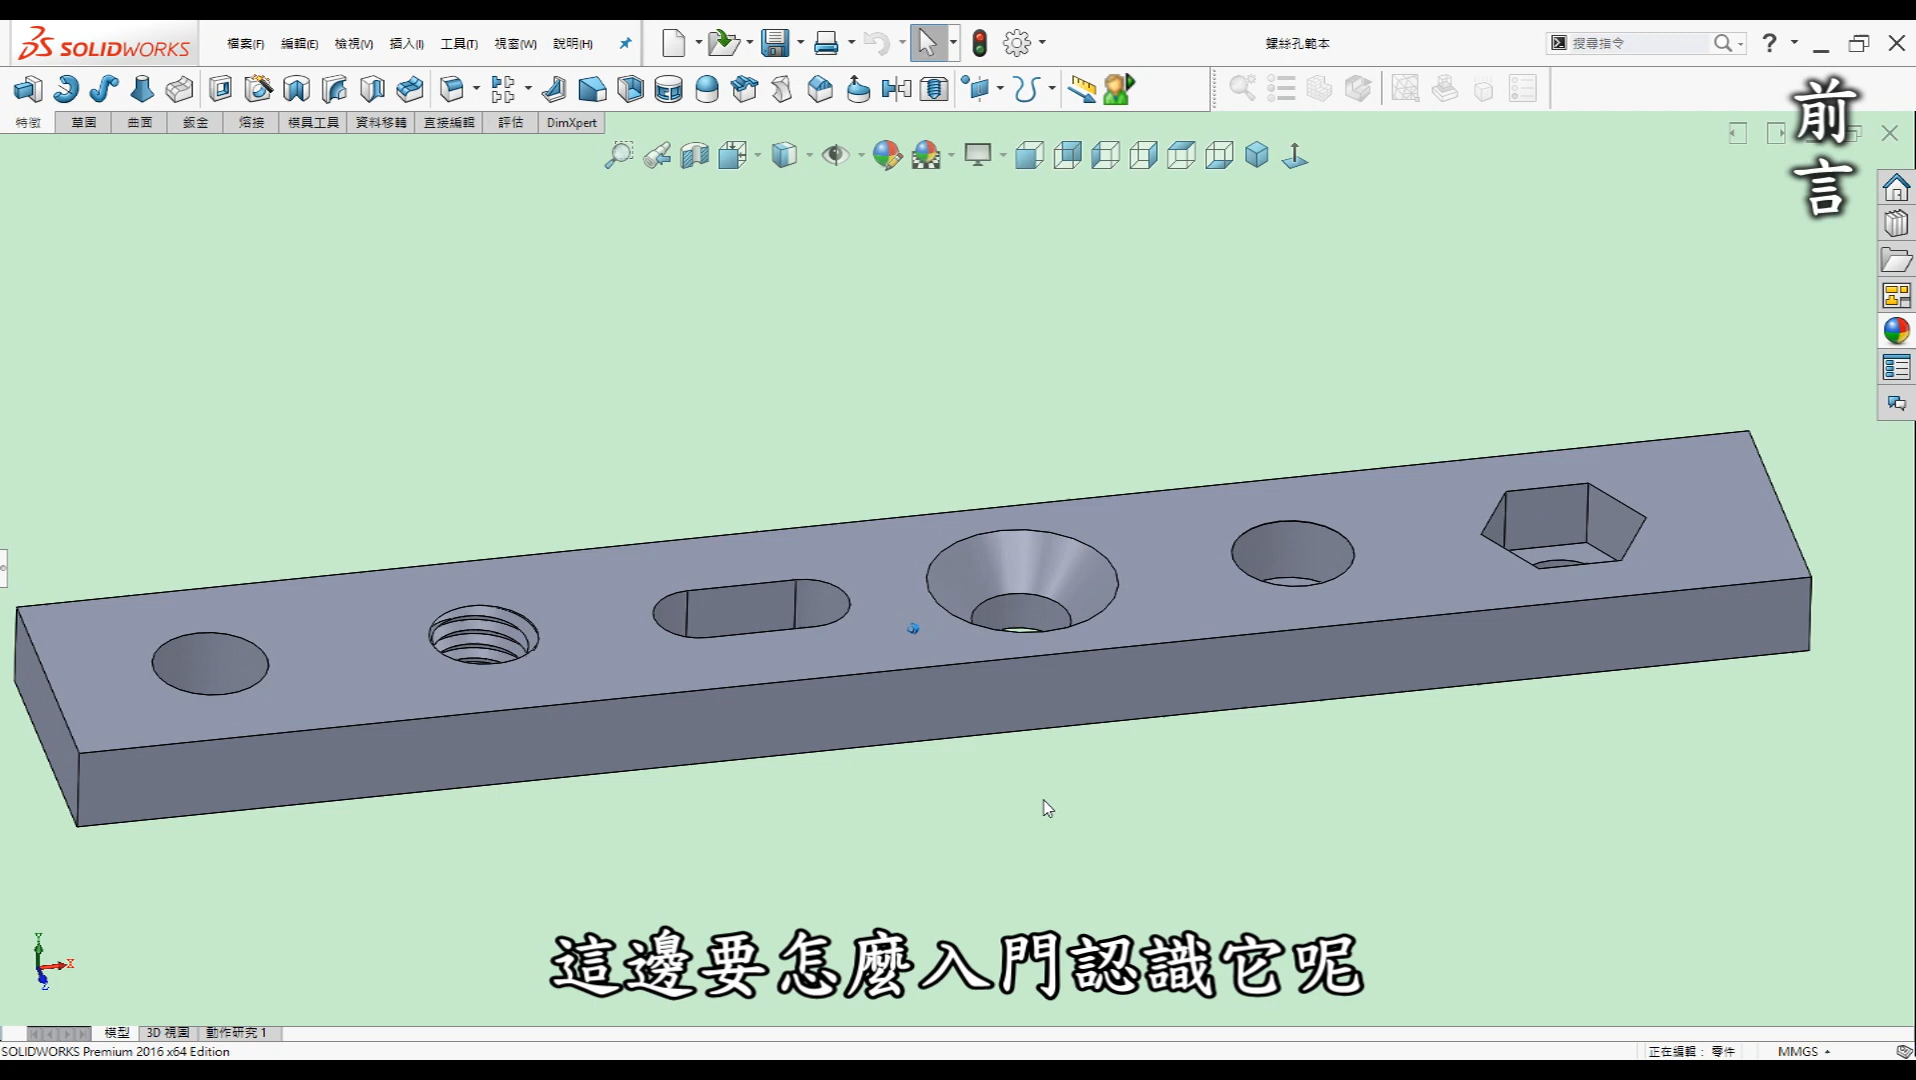 SOLIDWORKS 檔案(F) 編輯(E) 檢視(V) 插入(I) 工具(T) 視窗(W) 說明(H) 螺絲孔範本 搜尋指令 ?
特徵 草圖 曲面 鈑金 熔接 模具工具 資料移轉 直接編輯 評估 DimXpert
前言
Y
X
Z
這邊要怎麼入門認識它呢
模型 3D 視圖 動作研究 1
SOLIDWORKS Premium 2016 x64 Edition 正在編輯： 零件 MMGS